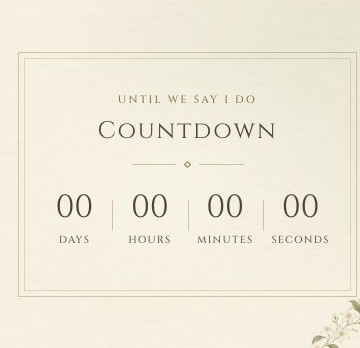 UNTIL WE SAY I DO
COUNTDOWN
00 00 00 00
DAYS HOURS MINUTES SECONDS